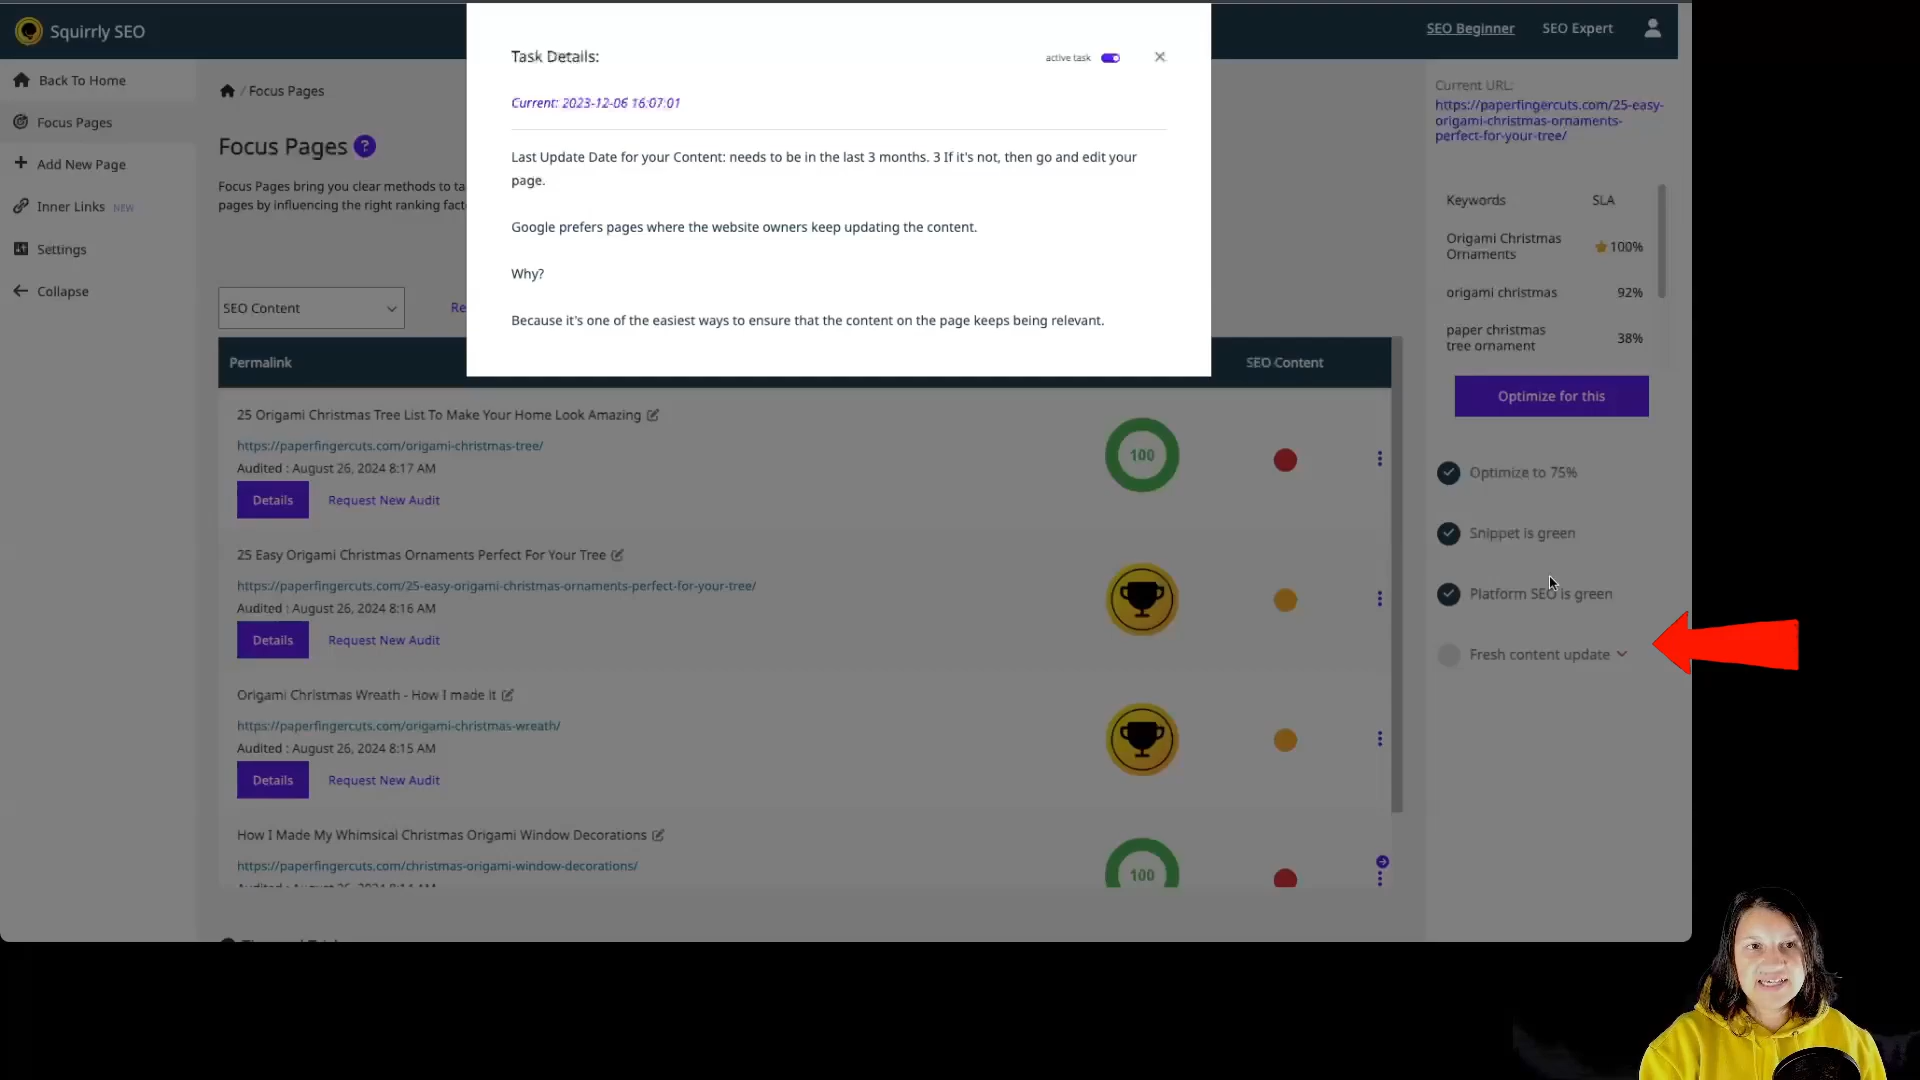 Squirrly SEO
SEO Beginner
SEO Expert
Back To Home
Focus Pages
Add New Page
Inner Links NEW
Settings
Collapse
/ Focus Pages
Focus Pages ?
Focus Pages bring you clear methods to ta
pages by influencing the right ranking fact
SEO Content
Re
Task Details:
active task
Current: 2023-12-06 16:07:01
Last Update Date for your Content: needs to be in the last 3 months. 3 If it's not, then go and edit your
page.
Google prefers pages where the website owners keep updating the content.
Why?
Because it's one of the easiest ways to ensure that the content on the page keeps being relevant.
Permalink
SEO Content
25 Origami Christmas Tree List To Make Your Home Look Amazing
https://paperfingercuts.com/origami-christmas-tree/
Audited : August 26, 2024 8:17 AM
Details
Request New Audit
100
25 Easy Origami Christmas Ornaments Perfect For Your Tree
https://paperfingercuts.com/25-easy-origami-christmas-ornaments-perfect-for-your-tree/
Audited : August 26, 2024 8:16 AM
Details
Request New Audit
Origami Christmas Wreath - How I made it
https://paperfingercuts.com/origami-christmas-wreath/
Audited : August 26, 2024 8:15 AM
Details
Request New Audit
How I Made My Whimsical Christmas Origami Window Decorations
https://paperfingercuts.com/christmas-origami-window-decorations/
100
Current URL:
https://paperfingercuts.com/25-easy-
origami-christmas-ornaments-
perfect-for-your-tree/
Keywords SLA
Origami Christmas
Ornaments
100%
origami christmas 92%
paper christmas
tree ornament
38%
Optimize for this
Optimize to 75%
Snippet is green
Platform SEO is green
Fresh content update